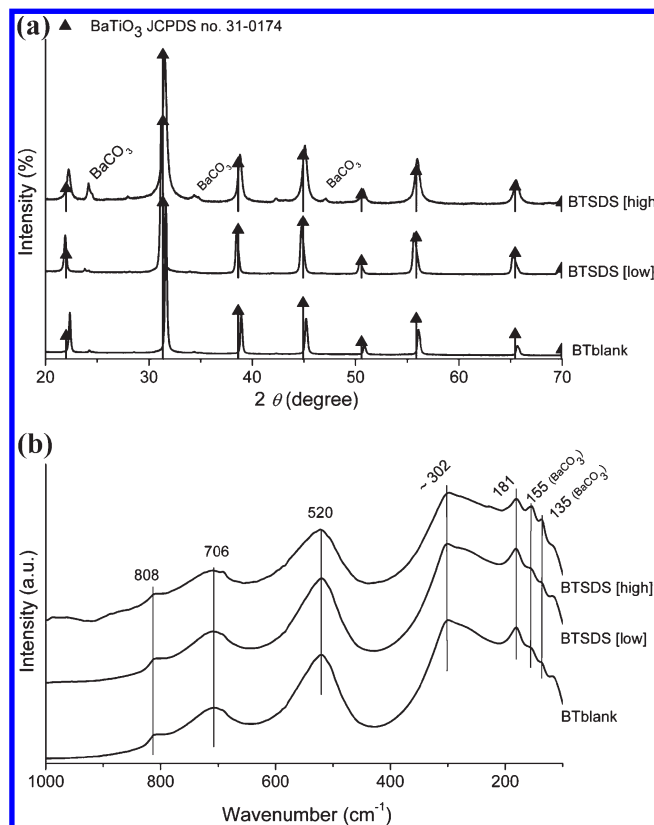 (a) ▲ BaTiO3 JCPDS no. 31-0174
BaCO3
BaCO3
BaCO3
Intensity (%)
BTSDS [high]
BTSDS [low]
BTblank
20 30 40 50 60 70
2 θ (degree)
(b)
~ 302
181
155 (BaCO3)
135 (BaCO3)
520
706
808
Intensity (a.u.)
BTSDS [high]
BTSDS [low]
BTblank
1000 800 600 400 200
Wavenumber (cm-1)